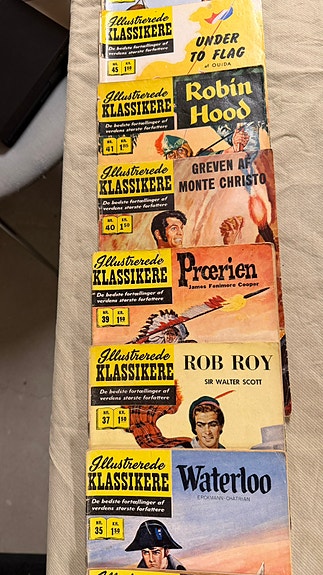 Illustrerede
KLASSIKERE
De bedste fortællinger af
verdens største forfattere
NR. KR.
45 1.50
UNDER
TO FLAG
af OUIDA
Illustrerede
KLASSIKERE
De bedste fortællinger af
verdens største forfattere
NR. KR.
41 1.50
Robin
Hood
Illustrerede
KLASSIKERE
De bedste fortællinger af
verdens største forfattere
NR. KR.
40 1.50
GREVEN AF
MONTE CHRISTO
Illustrerede
KLASSIKERE
De bedste fortællinger af
verdens største forfattere
NR. KR.
39 1.50
Prærien
James Fenimore Cooper
Illustrerede
KLASSIKERE
De bedste fortællinger af
verdens største forfattere
NR. KR.
37 1.50
ROB ROY
SIR WALTER SCOTT
Illustrerede
KLASSIKERE
De bedste fortællinger af
verdens største forfattere
NR. KR.
35 1.50
Waterloo
ERCKMANN-CHATRIAN